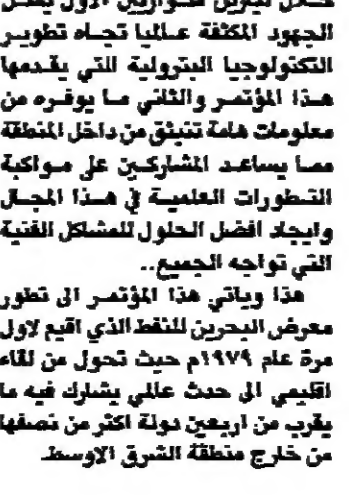 الجهود المكثفة عالميا تجاه تطوير
التكنولوجيا البترولية التي يقدمها
هذا المؤتمر والثاني ما يوفره من
معلومات هامة تنبثق من داخل المنطقة
مما يساعد المشاركين على مواكبة
التطورات العلمية في هذا المجال
وايجاد افضل الحلول للمشاكل الفنية
التي تواجه الجميع..
هذا وياتي هذا المؤتمر الى تطور
معرض البحرين للنفط الذي اقيم لاول
مرة عام ١٩٧٩م حيث تحول من لقاء
اقليمي الى حدث عالمي يشارك فيه ما
يقرب من اربعين دولة اكثر من نصفها
من خارج منطقة الشرق الاوسط.